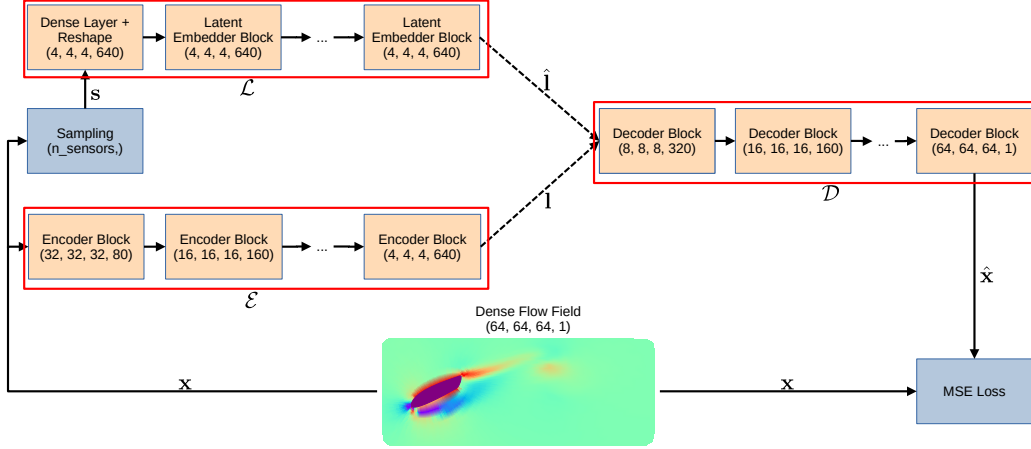 Dense Layer +
Reshape
(4, 4, 4, 640)
Latent
Embedder Block
(4, 4, 4, 640)
...
Latent
Embedder Block
(4, 4, 4, 640)
ℒ
s
l̂
Sampling
(n_sensors,)
Decoder Block
(8, 8, 8, 320)
Decoder Block
(16, 16, 16, 160)
...
Decoder Block
(64, 64, 64, 1)
𝒟
l
Encoder Block
(32, 32, 32, 80)
Encoder Block
(16, 16, 16, 160)
...
Encoder Block
(4, 4, 4, 640)
ℰ
x̂
Dense Flow Field
(64, 64, 64, 1)
x
x
MSE Loss